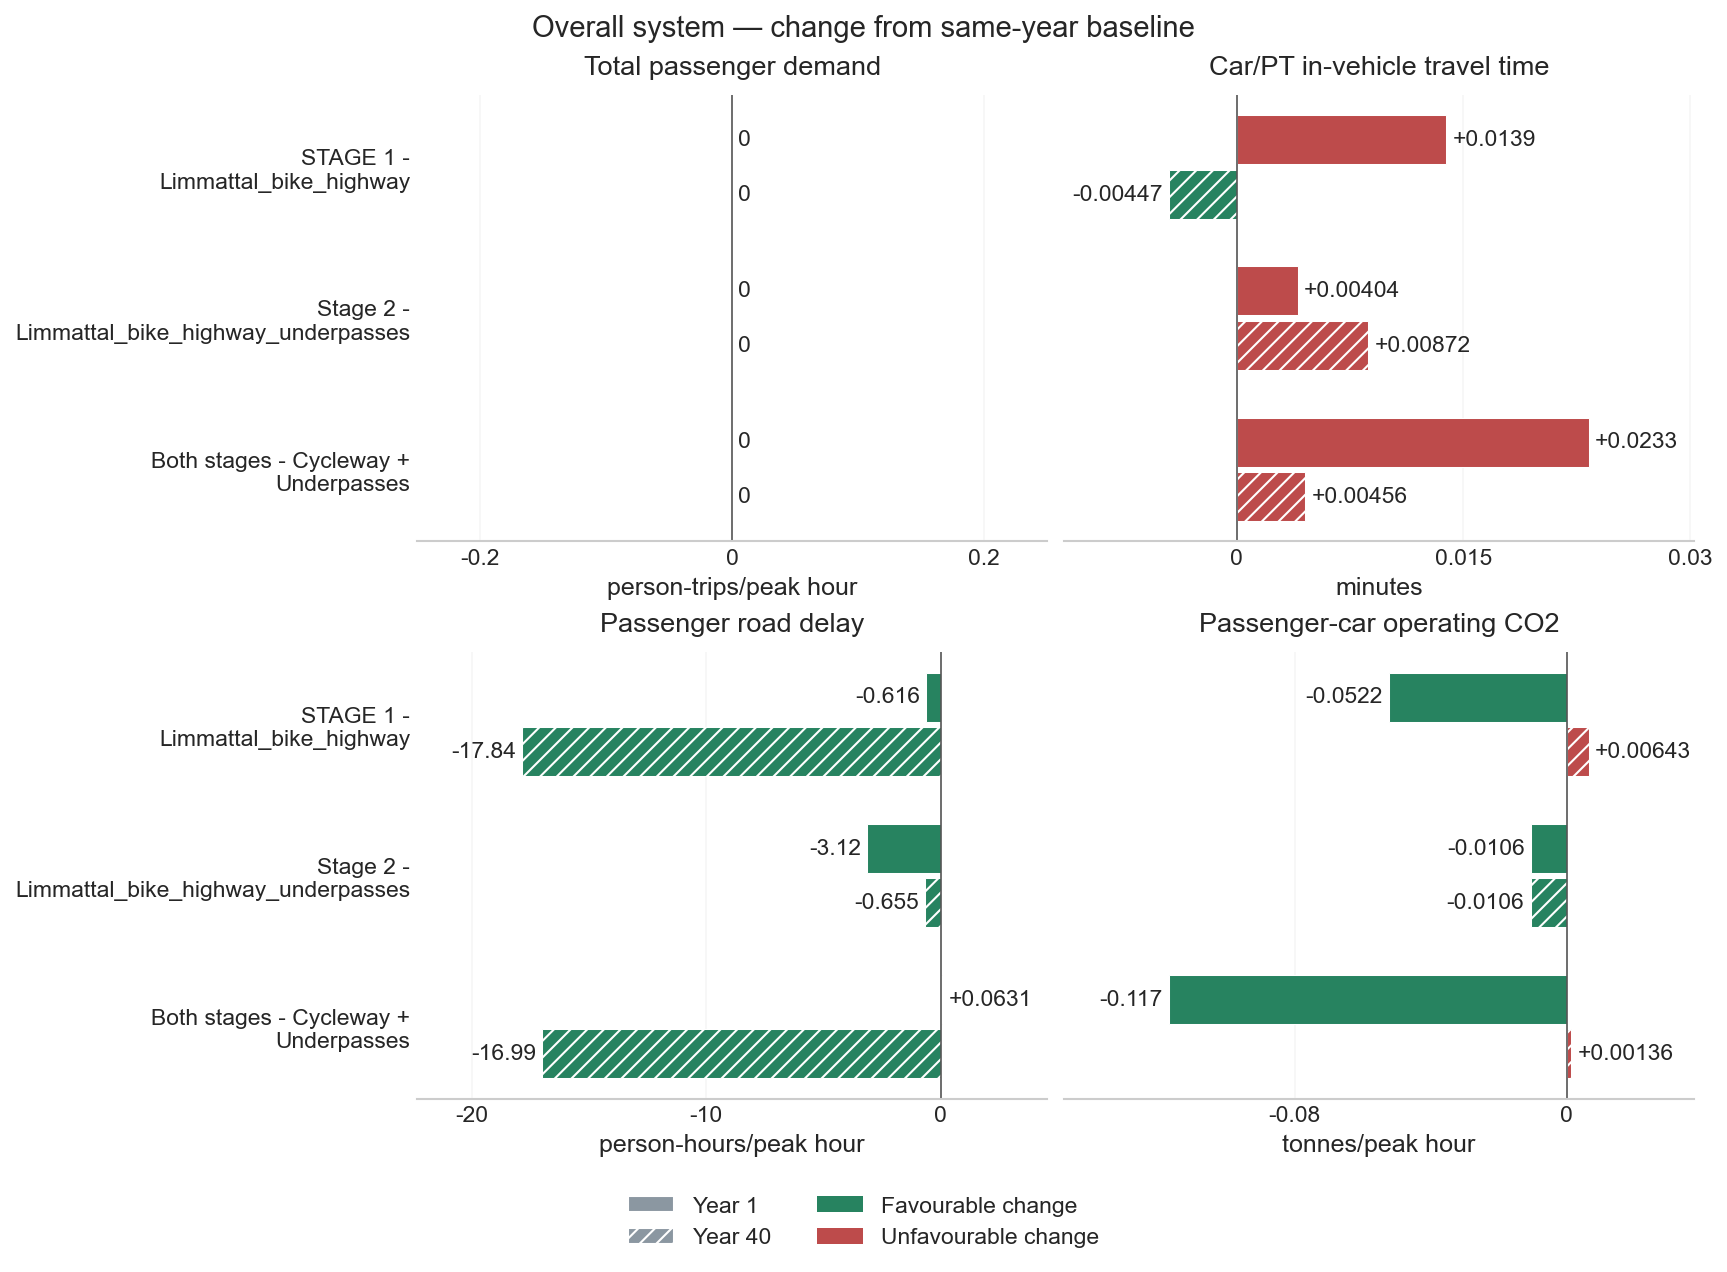 Overall system — change from same-year baseline
Total passenger demand
STAGE 1 -
Limmattal_bike_highway
Stage 2 -
Limmattal_bike_highway_underpasses
Both stages - Cycleway +
Underpasses
0
0
0
0
0
0
-0.2
0
0.2
person-trips/peak hour
Car/PT in-vehicle travel time
+0.0139
-0.00447
+0.00404
+0.00872
+0.0233
+0.00456
0
0.015
0.03
minutes
Passenger road delay
STAGE 1 -
Limmattal_bike_highway
Stage 2 -
Limmattal_bike_highway_underpasses
Both stages - Cycleway +
Underpasses
-0.616
-17.84
-3.12
-0.655
+0.0631
-16.99
-20
-10
0
person-hours/peak hour
Passenger-car operating CO2
-0.0522
+0.00643
-0.0106
-0.0106
-0.117
+0.00136
-0.08
0
tonnes/peak hour
Year 1
Year 40
Favourable change
Unfavourable change